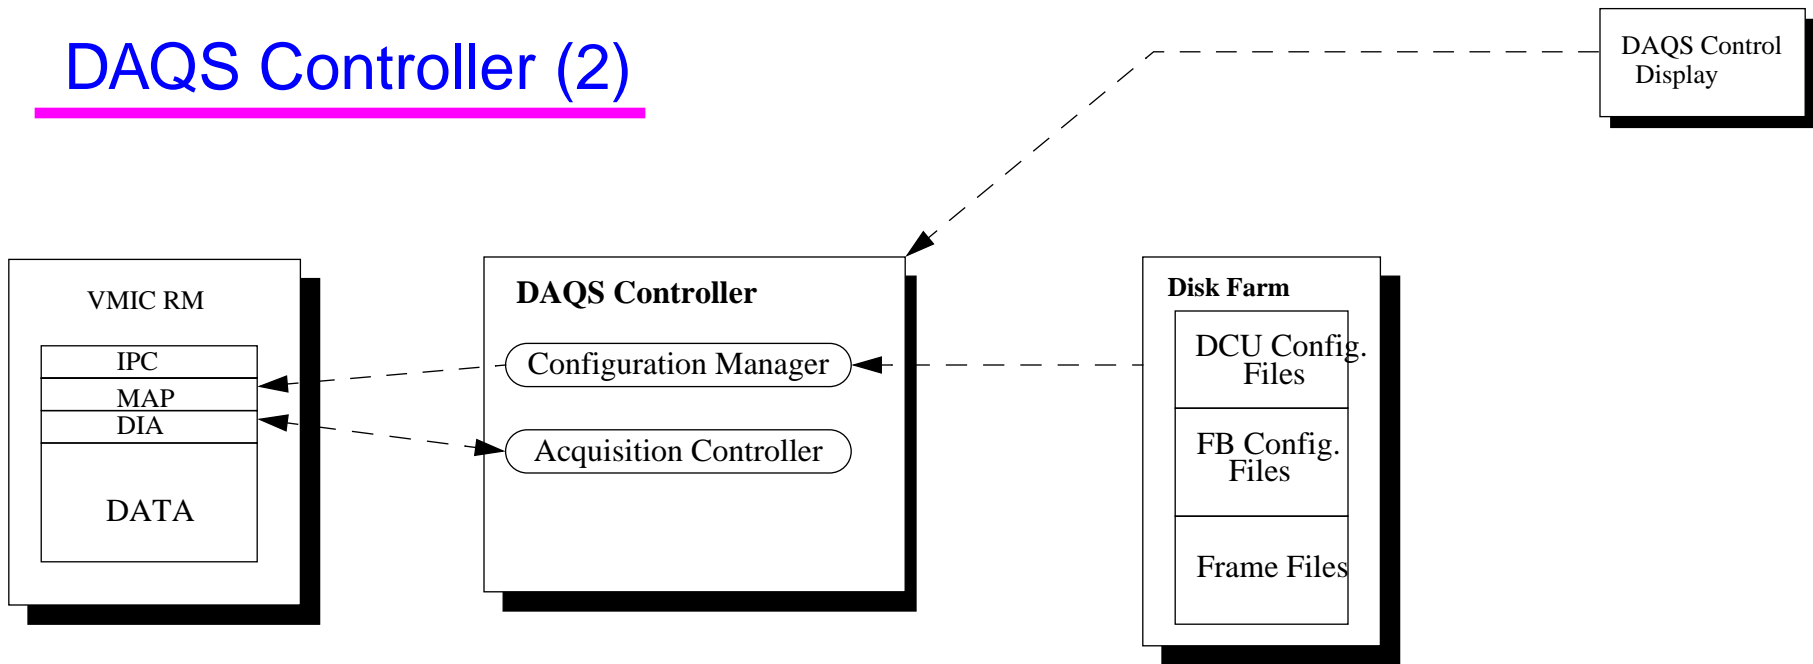 DAQS Controller (2)
DAQS Control
Display
VMIC RM
IPC
MAP
DIA
DATA
DAQS Controller
Configuration Manager
Acquisition Controller
Disk Farm
DCU Config.
Files
FB Config.
Files
Frame Files